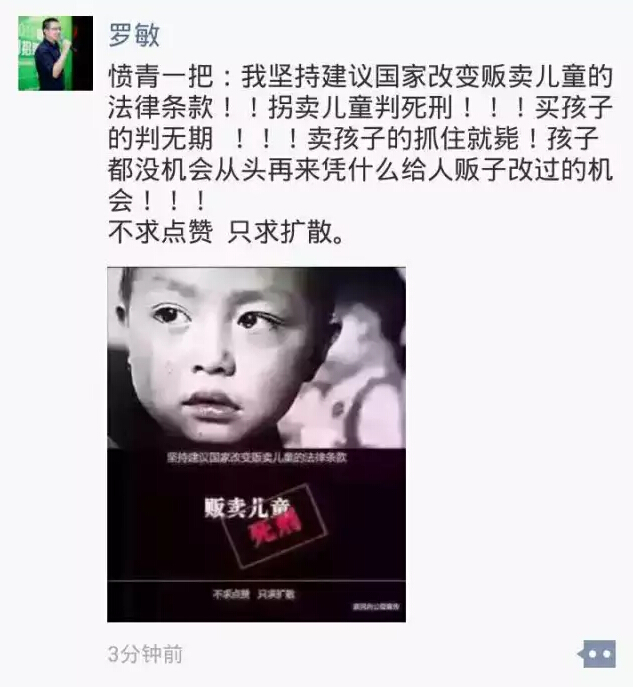 罗敏
愤青一把：我坚持建议国家改变贩卖儿童的
法律条款！！拐卖儿童判死刑！！！买孩子
的判无期 ！！！卖孩子的抓住就毙！孩子
都没机会从头再来凭什么给人贩子改过的机
会！！！
不求点赞 只求扩散。
坚持建议国家改变贩卖儿童的法律条款
贩卖儿童
死刑
不求点赞 只求扩散
3分钟前